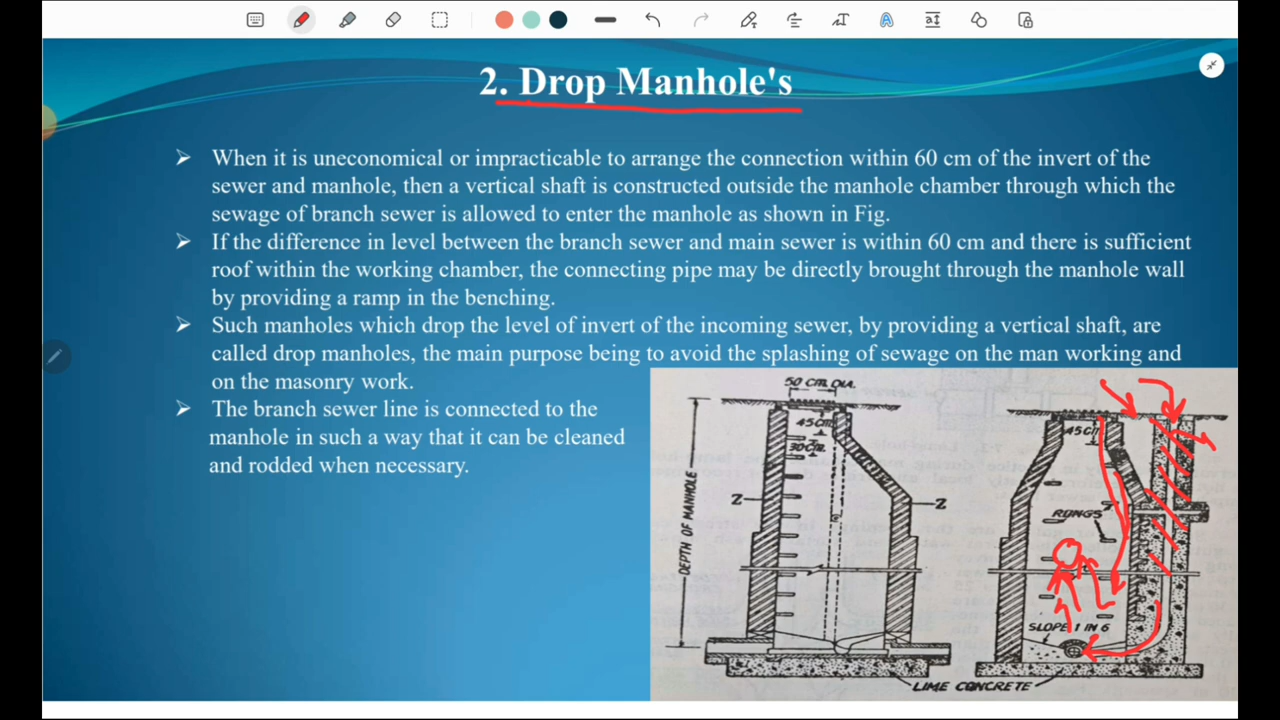 2. Drop Manhole's
When it is uneconomical or impracticable to arrange the connection within 60 cm of the invert of the
sewer and manhole, then a vertical shaft is constructed outside the manhole chamber through which the
sewage of branch sewer is allowed to enter the manhole as shown in Fig.
If the difference in level between the branch sewer and main sewer is within 60 cm and there is sufficient
roof within the working chamber, the connecting pipe may be directly brought through the manhole wall
by providing a ramp in the benching.
Such manholes which drop the level of invert of the incoming sewer, by providing a vertical shaft, are
called drop manholes, the main purpose being to avoid the splashing of sewage on the man working and
on the masonry work.
The branch sewer line is connected to the
manhole in such a way that it can be cleaned
and rodded when necessary.
50 CM. DIA.
45CM.
30CM.
Z
Z
DEPTH OF MANHOLE
45CM
RUNGS
SLOPE 1 IN 6
LIME CONCRETE